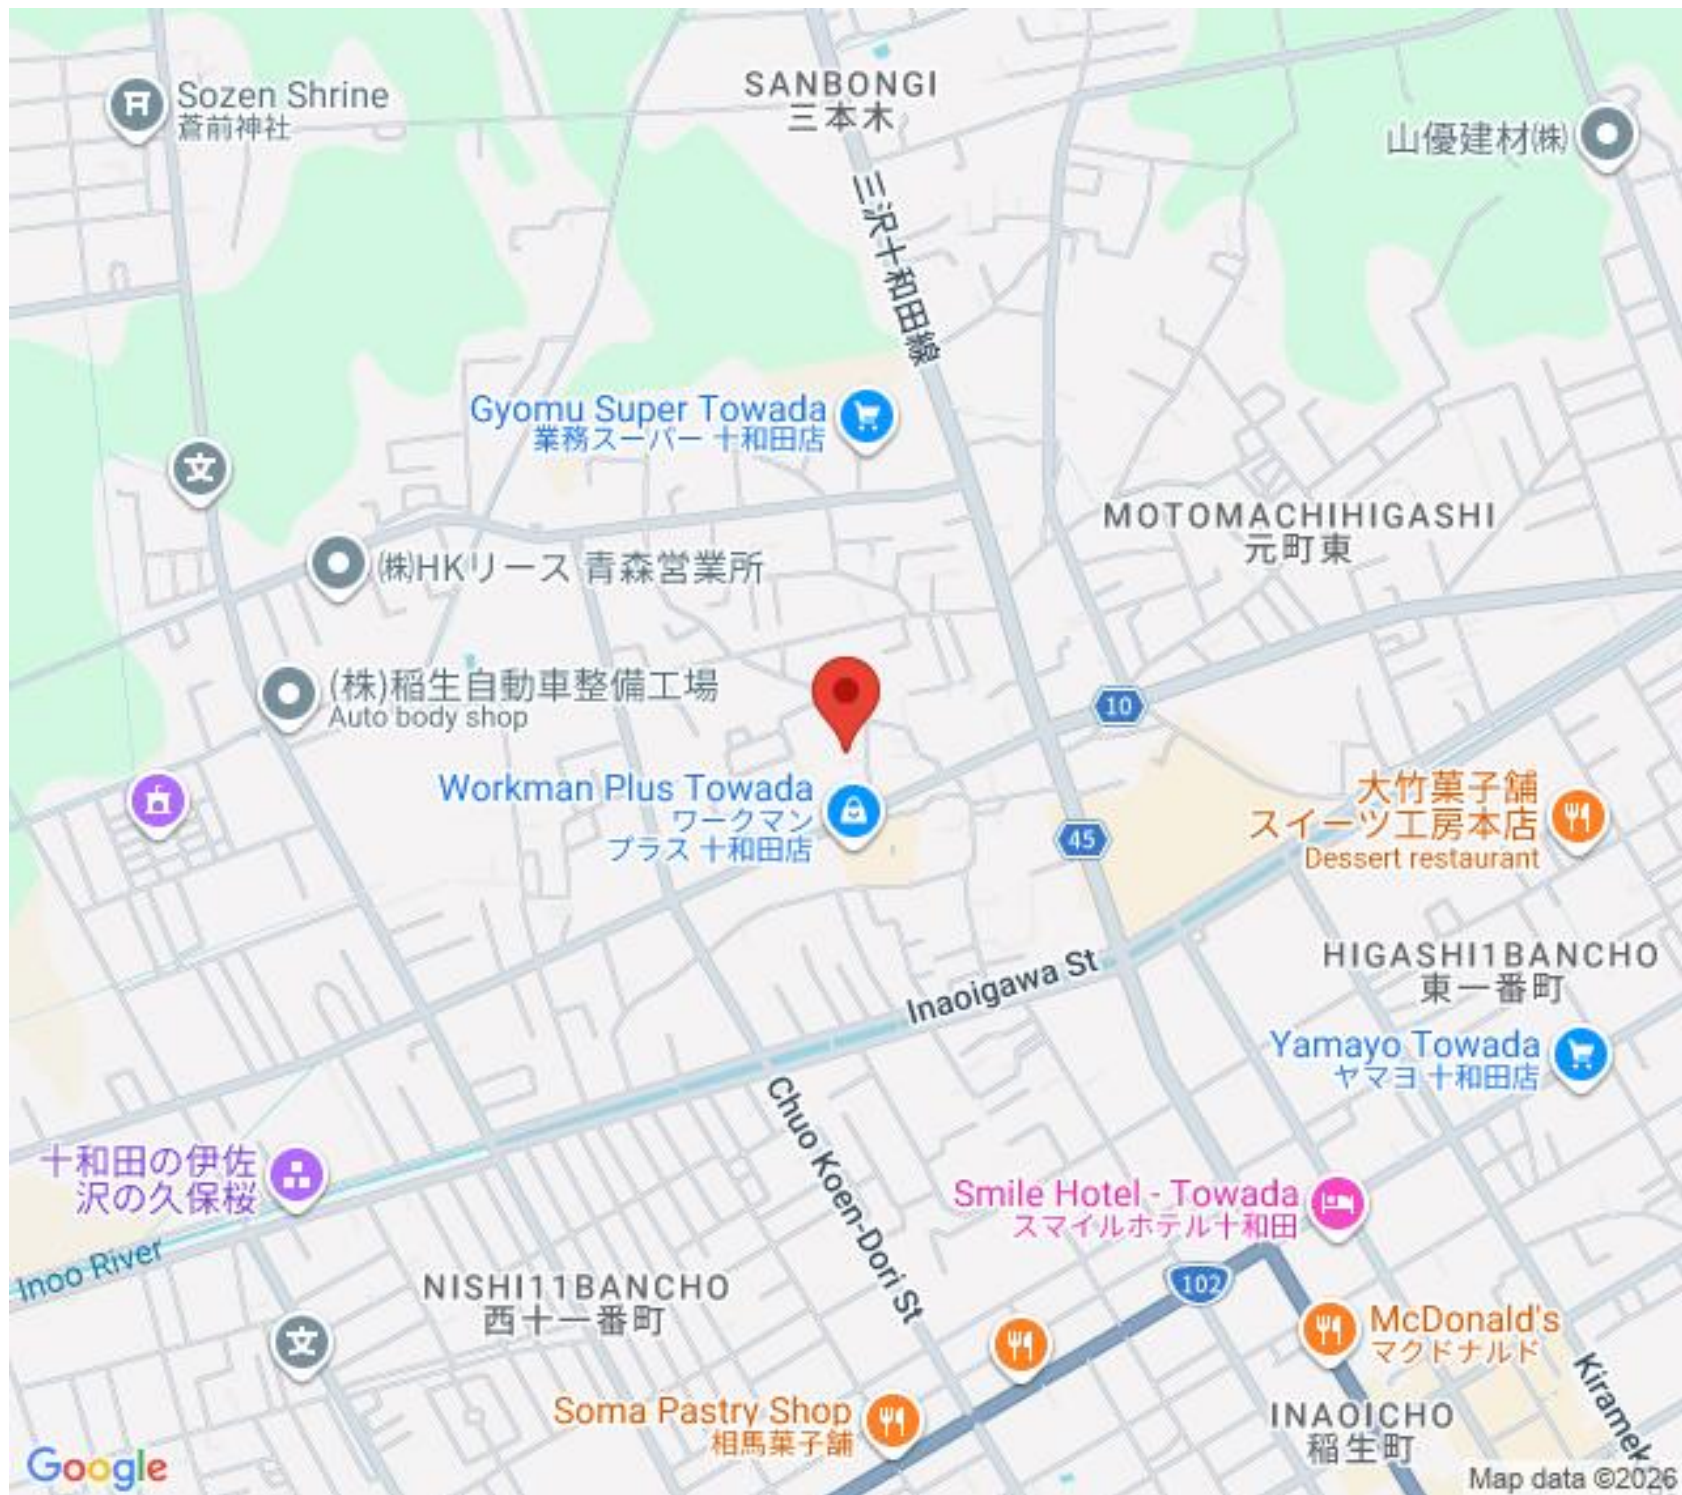 SANBONGI
三本木
Sozen Shrine
蒼前神社
山優建材㈱
三沢十和田線
Gyomu Super Towada
業務スーパー 十和田店
文
MOTOMACHIHIGASHI
元町東
㈱HKリース 青森営業所
(株)稲生自動車整備工場
Auto body shop
10
Workman Plus Towada
ワークマン
プラス 十和田店
45
大竹菓子舗
スイーツ工房本店
Dessert restaurant
HIGASHI1BANCHO
東一番町
Inaoigawa St
Yamayo Towada
ヤマヨ 十和田店
Chuo Koen-Dori St
十和田の伊佐
沢の久保桜
Smile Hotel - Towada
スマイルホテル十和田
Inoo River
NISHI11BANCHO
西十一番町
102
文
McDonald's
マクドナルド
Kiramek
Soma Pastry Shop
相馬菓子舗
INAOICHO
稲生町
Google
Map data ©2026